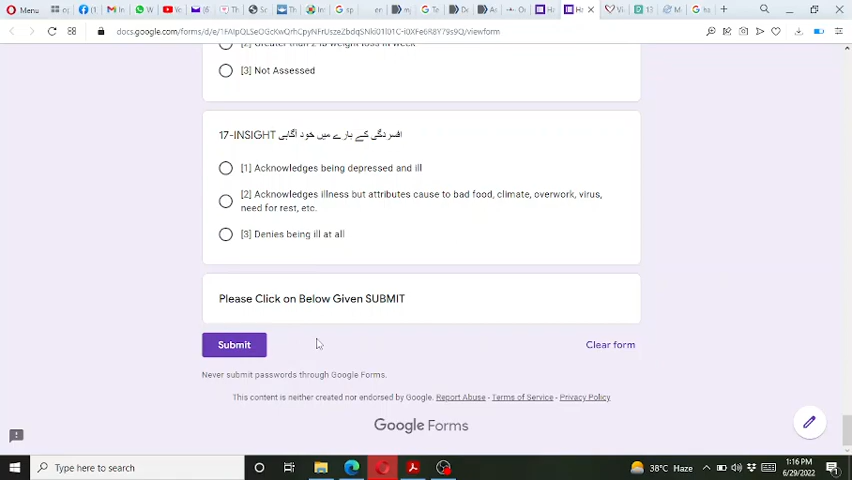 Menu
docs.google.com/forms/d/e/
/viewform
[3] Not Assessed
17-INSIGHT افسردگی کے بارے میں خود آگاہی
[1] Acknowledges being depressed and ill
[2] Acknowledges illness but attributes cause to bad food, climate, overwork, virus,
need for rest, etc.
[3] Denies being ill at all
Please Click on Below Given SUBMIT
Submit
Clear form
Never submit passwords through Google Forms.
This content is neither created nor endorsed by Google. Report Abuse - Terms of Service - Privacy Policy
Google Forms
Type here to search
38°C Haze
1:16 PM
6/29/2022